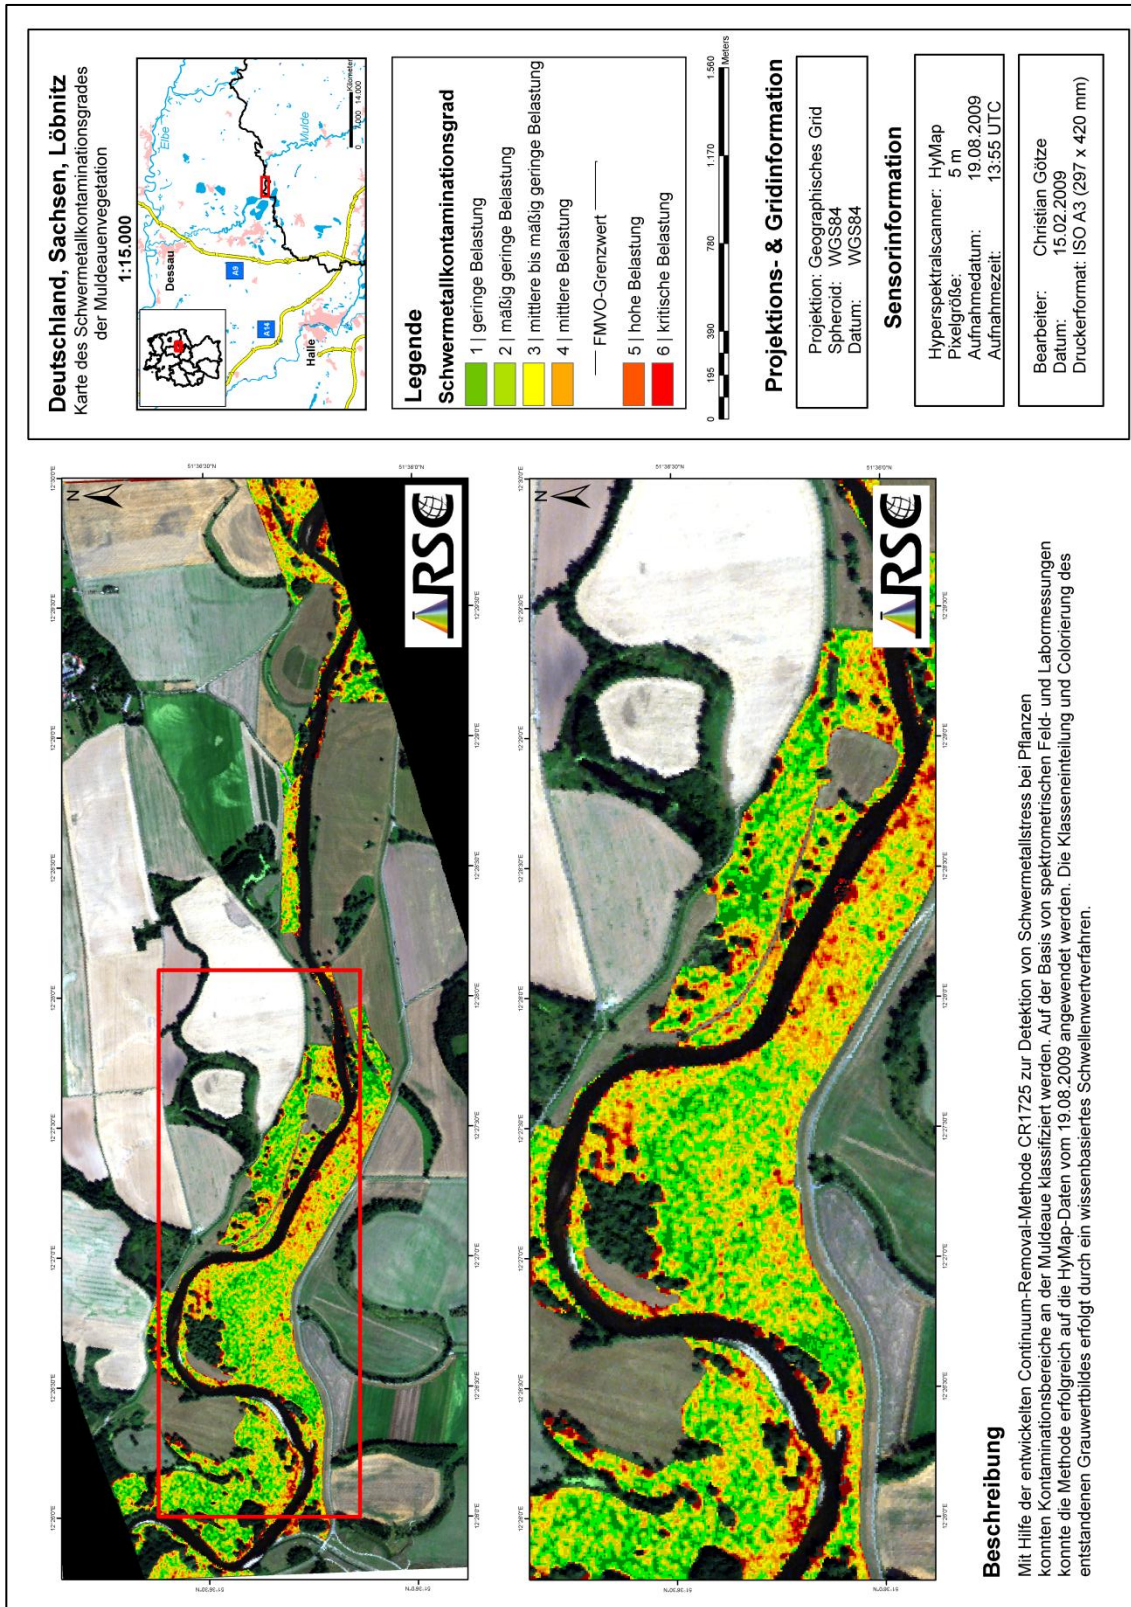 Deutschland, Sachsen, Löbnitz
Karte des Schwermetallkontaminationsgrades
der Muldeauenvegetation
1:15.000
Elbe
Mulde
Dessau
A9
A14
Halle
Kilometer
0 7.000 14.000
Legende
Schwermetallkontaminationsgrad
1 | geringe Belastung
2 | mäßig geringe Belastung
3 | mittlere bis mäßig geringe Belastung
4 | mittlere Belastung
FMVO-Grenzwert
5 | hohe Belastung
6 | kritische Belastung
0 195 390 780 1.170 1.560
Meters
Projektions- & Gridinformation
Projektion: Geographisches Grid
Spheroid: WGS84
Datum: WGS84
Sensorinformation
Hyperspektralscanner: HyMap
Pixelgröße: 5 m
Aufnahmedatum: 19.08.2009
Aufnahmezeit: 13:55 UTC
Bearbeiter: Christian Götze
Datum: 15.02.2009
Druckerformat: ISO A3 (297 x 420 mm)
N
RSC
N
RSC
Beschreibung
Mit Hilfe der entwickelten Continuum-Removal-Methode CR1725 zur Detektion von Schwermetallstress bei Pflanzen
konnten Kontaminationsbereiche an der Muldeaue klassifiziert werden. Auf der Basis von spektrometrischen Feld- und Labormessungen
konnte die Methode erfolgreich auf die HyMap-Daten vom 19.08.2009 angewendet werden. Die Klasseneinteilung und Colorierung des
entstandenen Grauwertbildes erfolgt durch ein wissenbasiertes Schwellenwertverfahren.